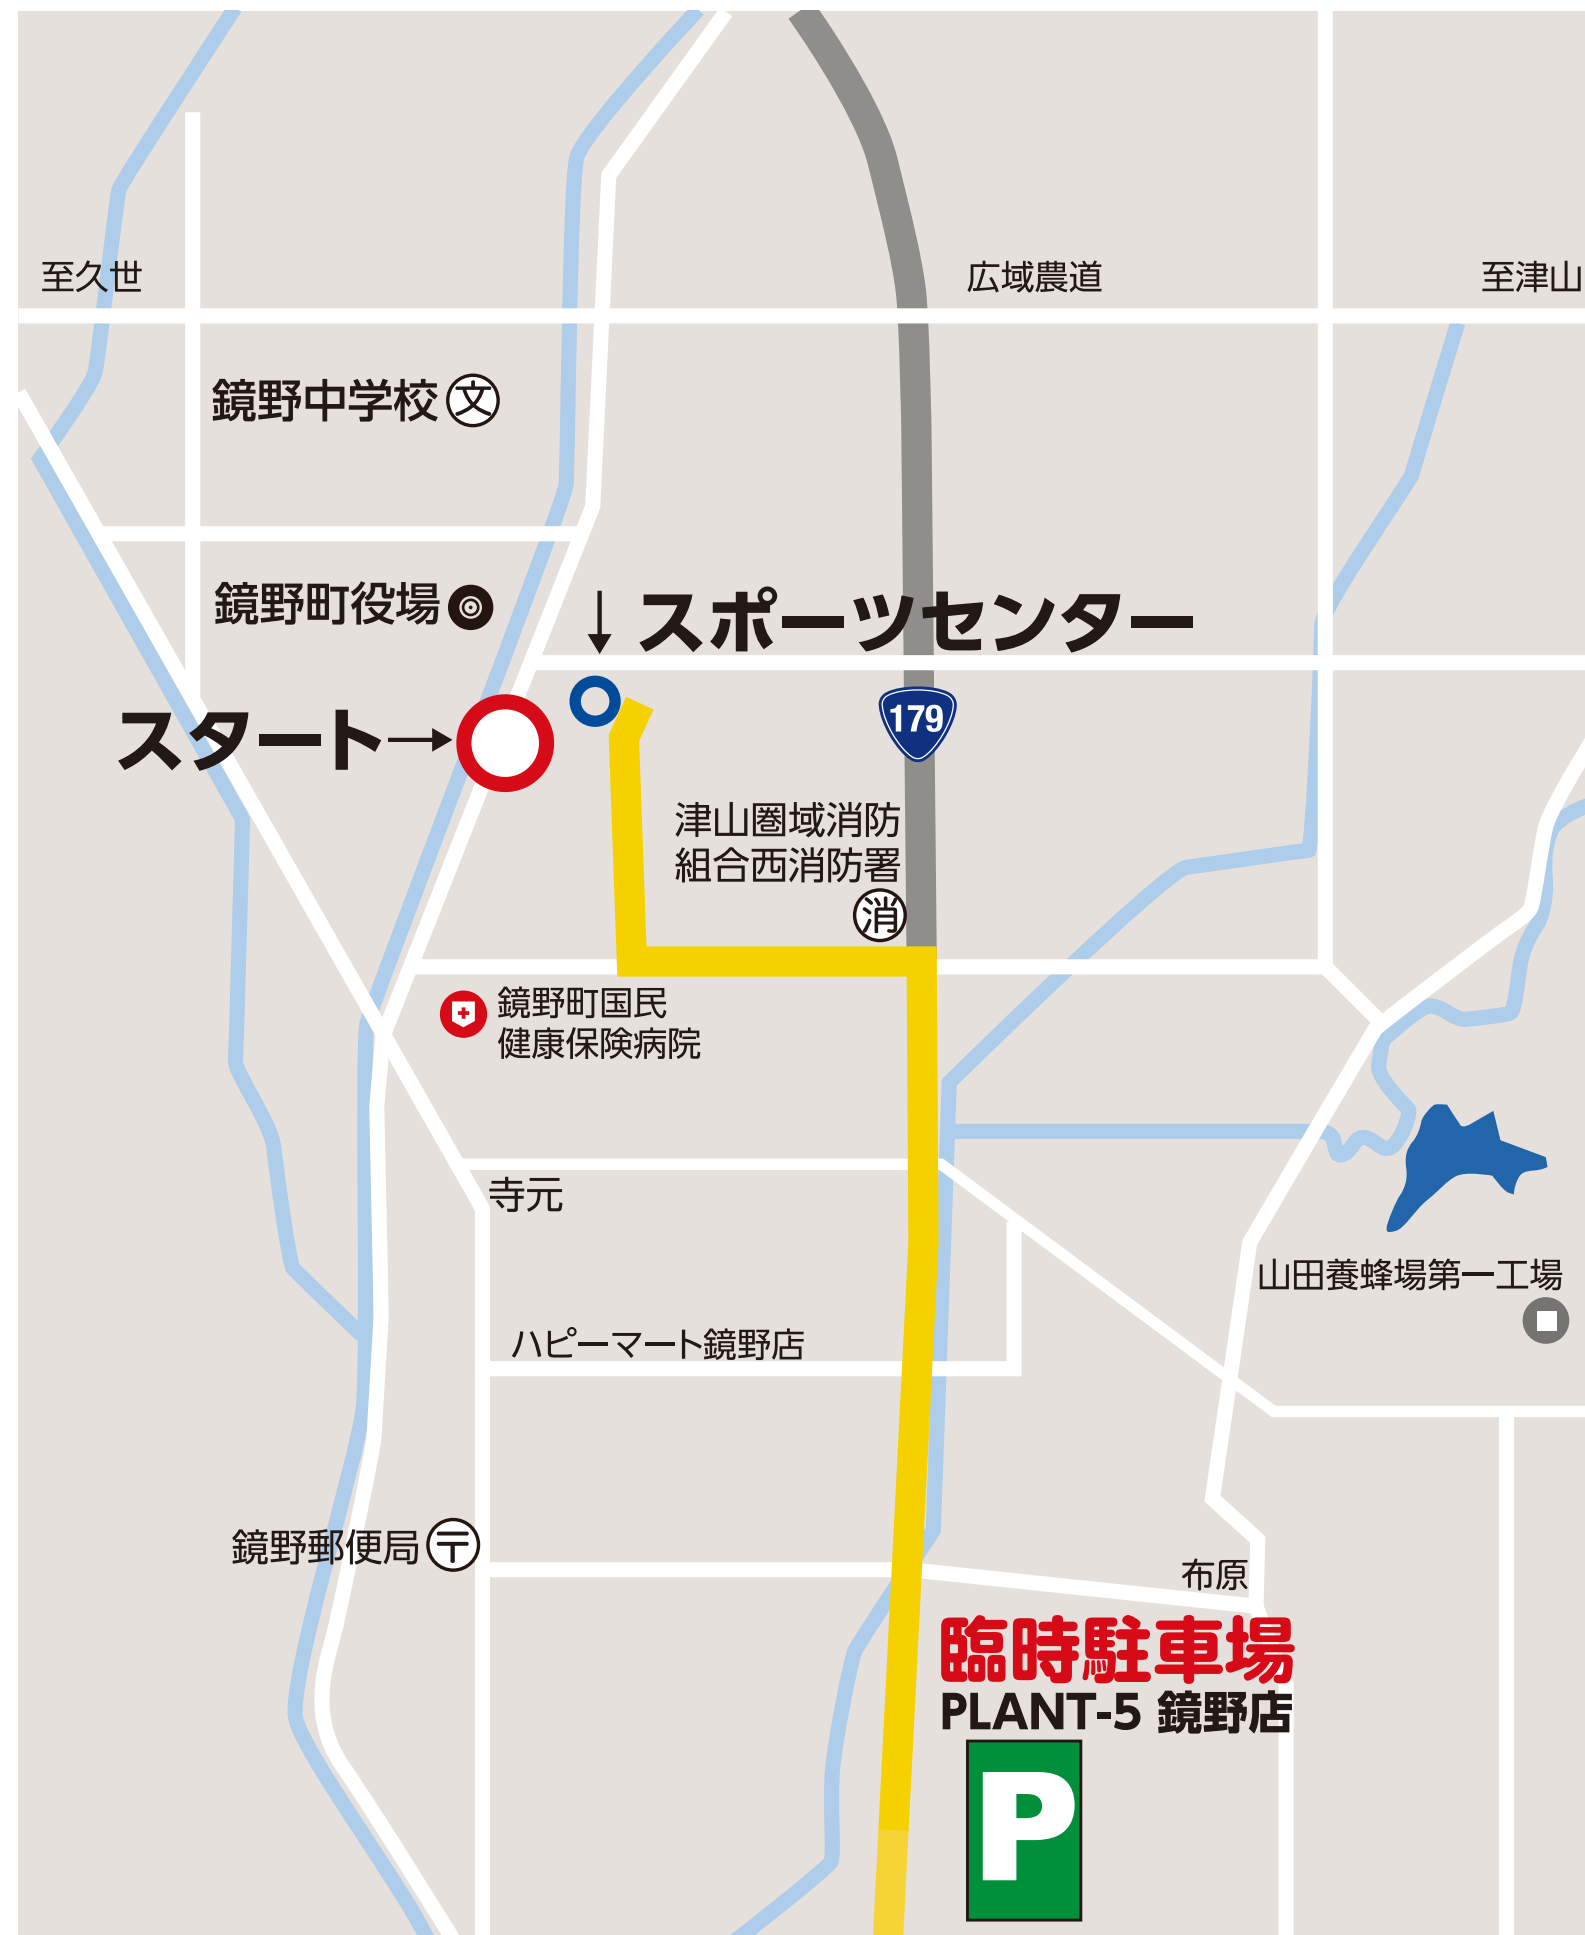 至久世
広域農道
至津山
鏡野中学校
文
鏡野町役場
↓スポーツセンター
スタート→
179
津山圏域消防
組合西消防署
消
鏡野町国民
健康保険病院
寺元
山田養蜂場第一工場
ハピーマート鏡野店
鏡野郵便局
〒
布原
臨時駐車場
PLANT-5 鏡野店
P